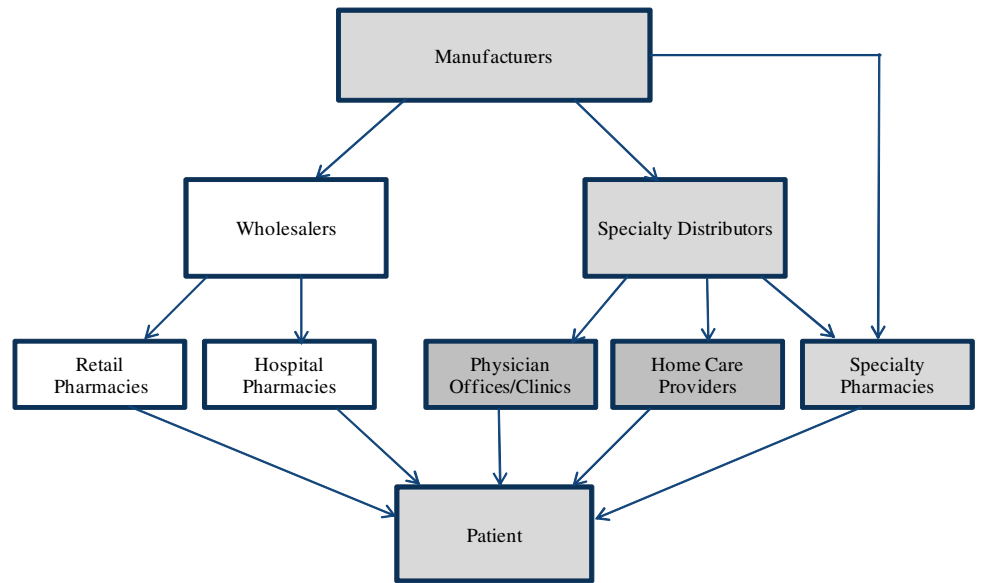 Manufacturers
Wholesalers
Specialty Distributors
Retail
Pharmacies
Hospital
Pharmacies
Physician
Offices/Clinics
Home Care
Providers
Specialty
Pharmacies
Patient